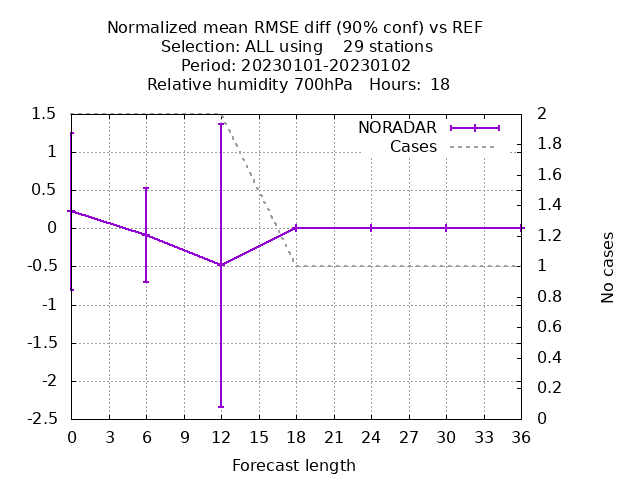 Normalized mean RMSE diff (90% conf) vs REF
Selection: ALL using    29 stations
Period: 20230101-20230102
Relative humidity 700hPa   Hours: 18
NORADAR
Cases
1.5
1
0.5
0
-0.5
-1
-1.5
-2
-2.5
2
1.8
1.6
1.4
1.2
1
0.8
0.6
0.4
0.2
0
No cases
0 3 6 9 12 15 18 21 24 27 30 33 36
Forecast length